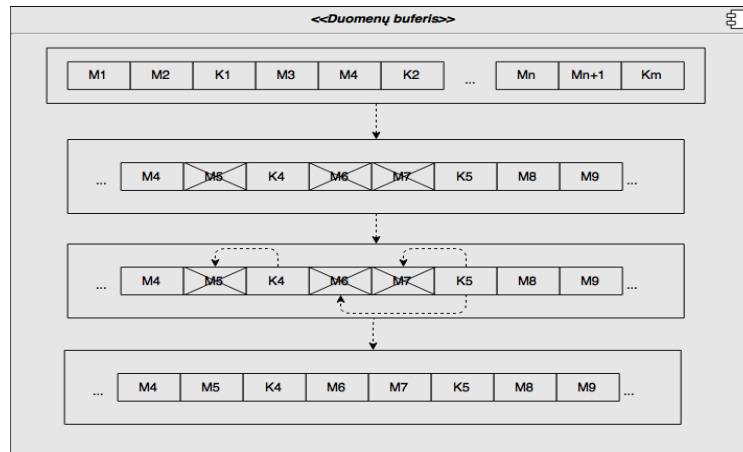 <<Duomenų buferis>>
M1 M2 K1 M3 M4 K2 ... Mn Mn+1 Km
... M4 M5 K4 M6 M7 K5 M8 M9 ...
... M4 M5 K4 M6 M7 K5 M8 M9 ...
... M4 M5 K4 M6 M7 K5 M8 M9 ...